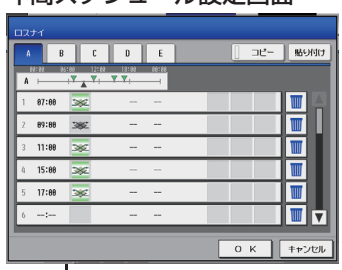 年間スケジュール設定画面
ロスナイ
A B C D E コピー 貼り付け
00:00 06:00 12:00 18:00 00:00
A
1 07:00 -- --
2 09:00 -- --
3 11:00 -- --
4 15:00 -- --
5 17:00 -- --
6 --:-- -- --
O K キャンセル